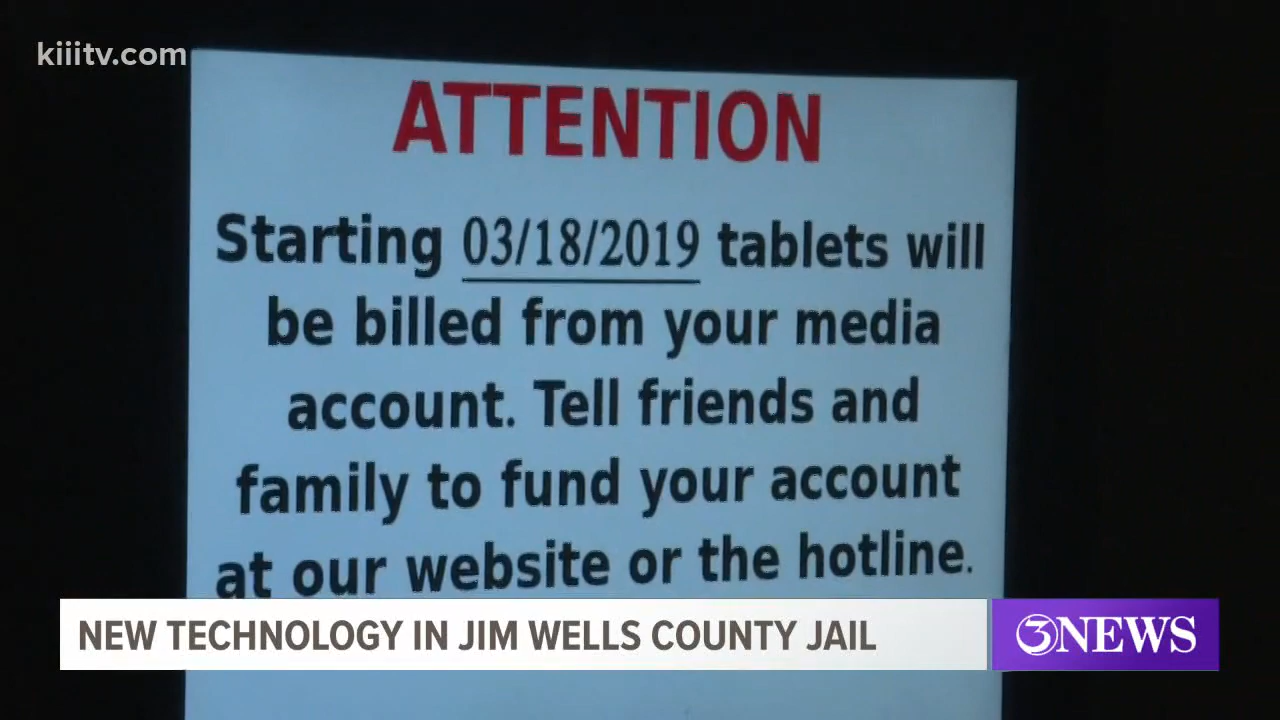 kiiitv.com
ATTENTION
Starting 03/18/2019 tablets will
be billed from your media
account. Tell friends and
family to fund your account
at our website or the hotline.
NEW TECHNOLOGY IN JIM WELLS COUNTY JAIL
3NEWS